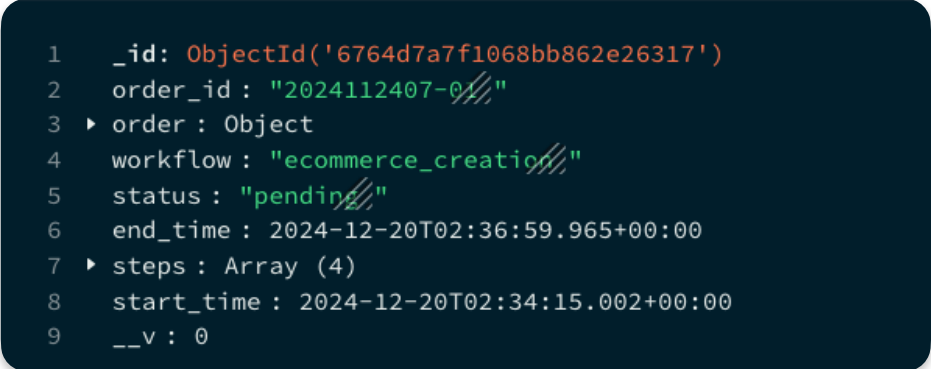 1 _id: ObjectId('6764d7a7f1068bb862e26317')
2 order_id : "2024112407-01 "
3 order : Object
4 workflow : "ecommerce_creation "
5 status : "pending "
6 end_time : 2024-12-20T02:36:59.965+00:00
7 steps : Array (4)
8 start_time : 2024-12-20T02:34:15.002+00:00
9 __v : 0